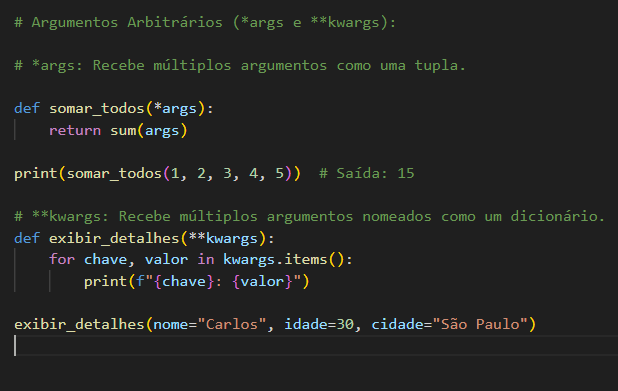 # Argumentos Arbitrários (*args e **kwargs):
# *args: Recebe múltiplos argumentos como uma tupla.
def somar_todos(*args):
    return sum(args)
print(somar_todos(1, 2, 3, 4, 5))  # Saída: 15
# **kwargs: Recebe múltiplos argumentos nomeados como um dicionário.
def exibir_detalhes(**kwargs):
    for chave, valor in kwargs.items():
        print(f"{chave}: {valor}")
exibir_detalhes(nome="Carlos", idade=30, cidade="São Paulo")